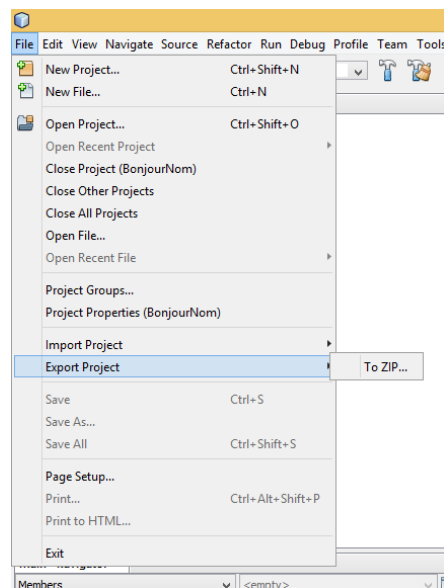 File Edit View Navigate Source Refactor Run Debug Profile Team Tools
New Project... Ctrl+Shift+N
New File... Ctrl+N
Open Project... Ctrl+Shift+O
Open Recent Project
Close Project (BonjourNom)
Close Other Projects
Close All Projects
Open File...
Open Recent File
Project Groups...
Project Properties (BonjourNom)
Import Project
Export Project To ZIP...
Save Ctrl+S
Save As...
Save All Ctrl+Shift+S
Page Setup...
Print... Ctrl+Alt+Shift+P
Print to HTML...
Exit
Members <empty>